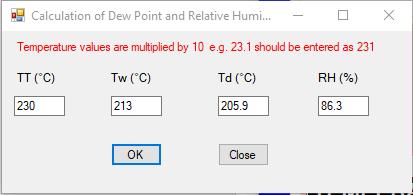 Calculation of Dew Point and Relative Humi...
Temperature values are multiplied by 10 e.g. 23.1 should be entered as 231
TT (°C) Tw (°C) Td (°C) RH (%)
230 213 205.9 86.3
OK Close